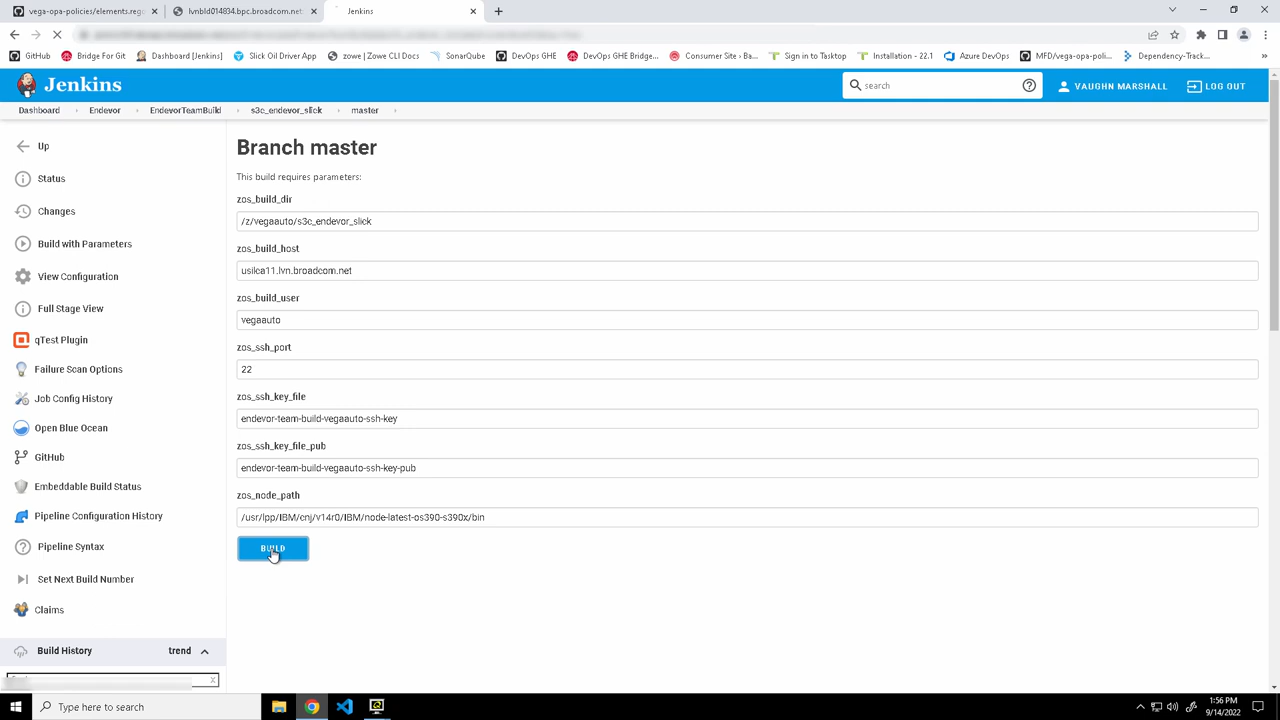 vega-opa-policies/elements.rego
lvnbld014834.bpc.broadcom.net
Jenkins
GitHub
Bridge For Git
Dashboard [Jenkins]
Slick Oil Driver App
zowe | Zowe CLI Docs
SonarQube
DevOps GHE
DevOps GHE Bridge...
Consumer Site › Ba...
Sign in to Tasktop
Installation - 22.1
Azure DevOps
MFD/vega-opa-poli...
Dependency-Track...
»
Jenkins
search
VAUGHN MARSHALL
LOG OUT
Dashboard
Endevor
EndevorTeamBuild
s3c_endevor_slick
master
Up
Status
Changes
Build with Parameters
View Configuration
Full Stage View
qTest Plugin
Failure Scan Options
Job Config History
Open Blue Ocean
GitHub
Embeddable Build Status
Pipeline Configuration History
Pipeline Syntax
Set Next Build Number
Claims
Build History trend
x
Branch master
This build requires parameters:
zos_build_dir
/z/vegaauto/s3c_endevor_slick
zos_build_host
usilca11.lvn.broadcom.net
zos_build_user
vegaauto
zos_ssh_port
22
zos_ssh_key_file
endevor-team-build-vegaauto-ssh-key
zos_ssh_key_file_pub
endevor-team-build-vegaauto-ssh-key-pub
zos_node_path
/usr/lpp/IBM/cnj/v14r0/IBM/node-latest-os390-s390x/bin
BUILD
Type here to search
1:56 PM
9/14/2022